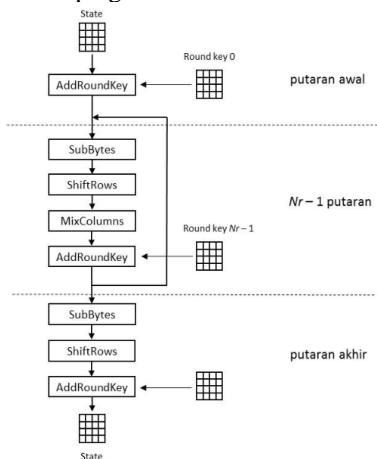 State
Round key 0
AddRoundKey
putaran awal
SubBytes
ShiftRows
Nr – 1 putaran
MixColumns
Round key Nr – 1
AddRoundKey
SubBytes
ShiftRows
putaran akhir
AddRoundKey
State